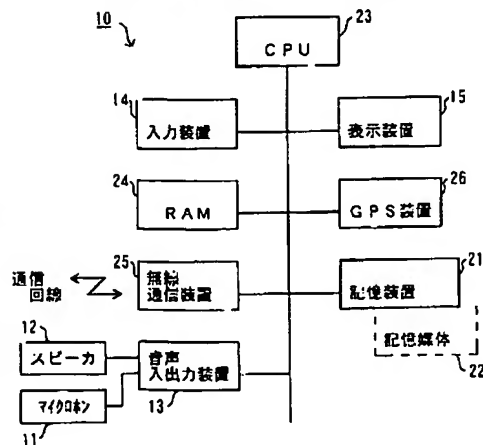 10
23
CPU
14
入力装置
15
表示装置
24
RAM
26
GPS装置
通信
回線
25
無線
通信装置
21
記憶装置
記憶媒体
22
12
スピーカ
音声
入出力装置
13
マイクロホン
11